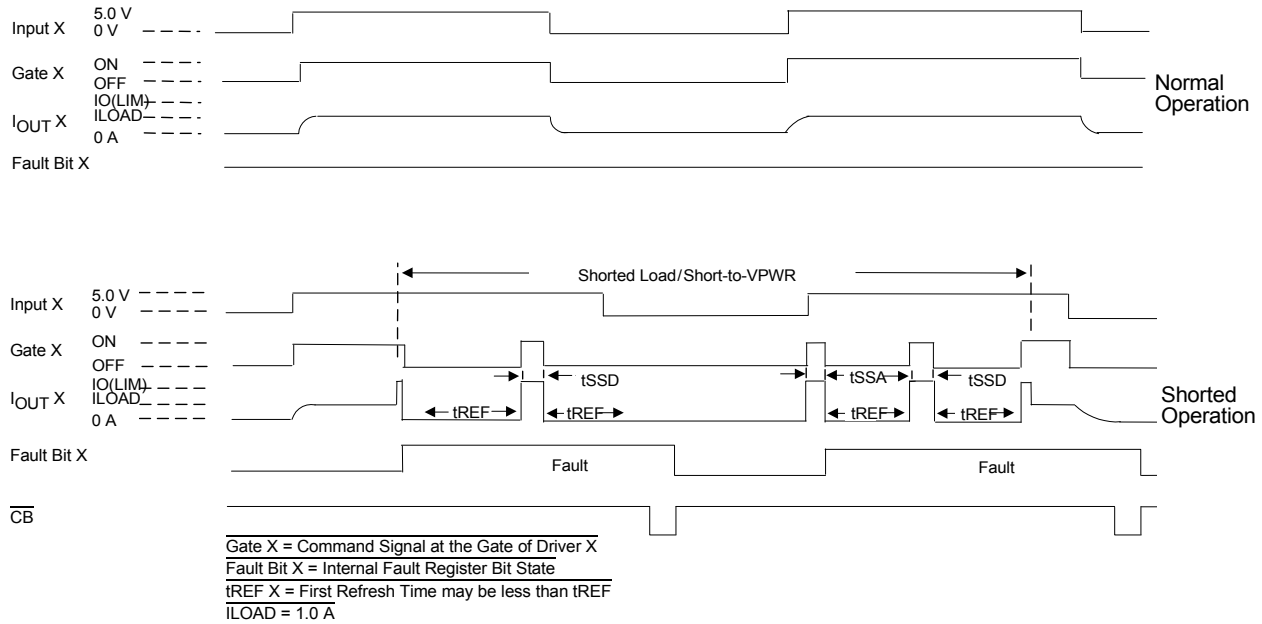 Input X 5.0 V
0 V
Gate X ON
OFF
IO(LIM)
IOUT X ILOAD
0 A
Fault Bit X
Normal
Operation
Shorted Load/Short-to-VPWR
Input X 5.0 V
0 V
Gate X ON
OFF
IO(LIM)
IOUT X ILOAD
0 A
tSSD tSSA tSSD
tREF tREF tREF tREF
Shorted
Operation
Fault Bit X Fault Fault
CB
Gate X = Command Signal at the Gate of Driver X
Fault Bit X = Internal Fault Register Bit State
tREF X = First Refresh Time may be less than tREF
ILOAD = 1.0 A